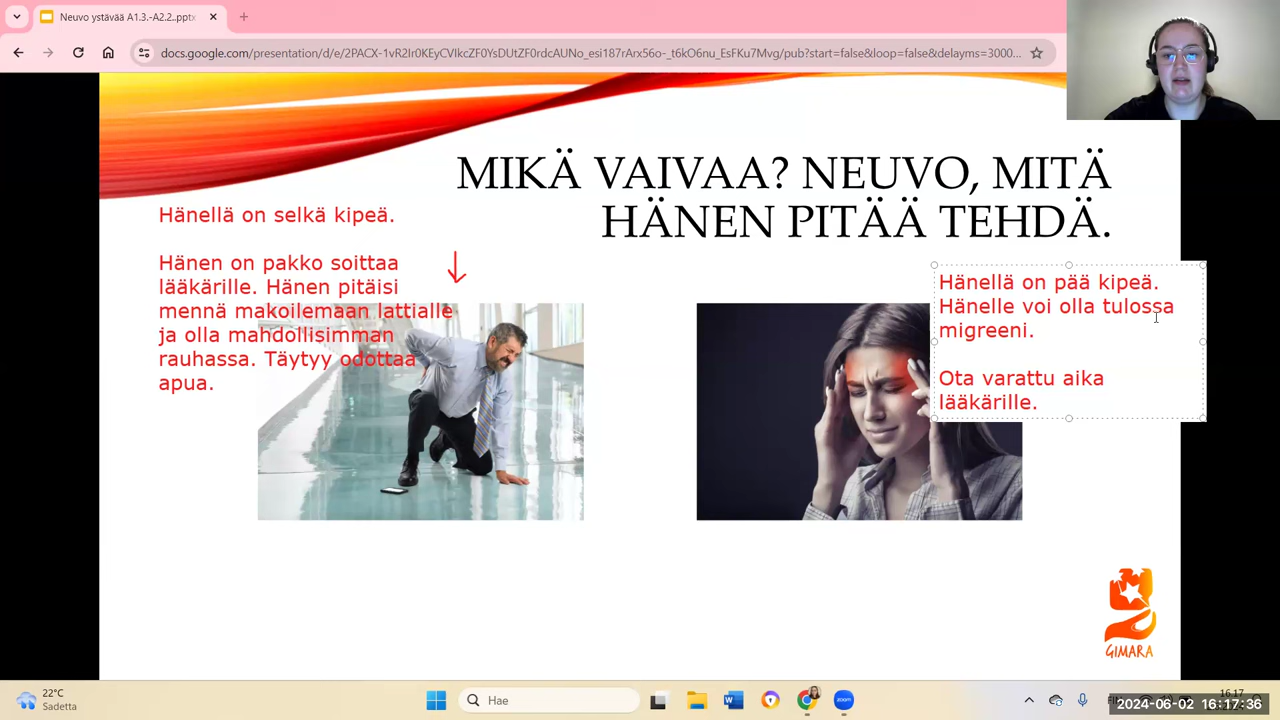 Neuvo ystävää A1.3.-A2.2..pptx
docs.google.com/presentation/d/e/2PACX-1vR2Ir0KEyCVIkcZF0YsDUtZF0rdcAUNo_esi187rArx56o-_t6kO6nu_EsFKu7Mvg/pub?start=false&loop=false&delayms=3000...
MIKÄ VAIVAA? NEUVO, MITÄ
HÄNEN PITÄÄ TEHDÄ.
Hänellä on selkä kipeä.
Hänen on pakko soittaa
lääkärille. Hänen pitäisi
mennä makoilemaan lattialle
ja olla mahdollisimman
rauhassa. Täytyy odottaa
apua.
Hänellä on pää kipeä.
Hänelle voi olla tulossa
migreeni.
Ota varattu aika
lääkärille.
GIMARA
22°C
Sadetta
Hae
16.17
2024-06-02 16:17:36